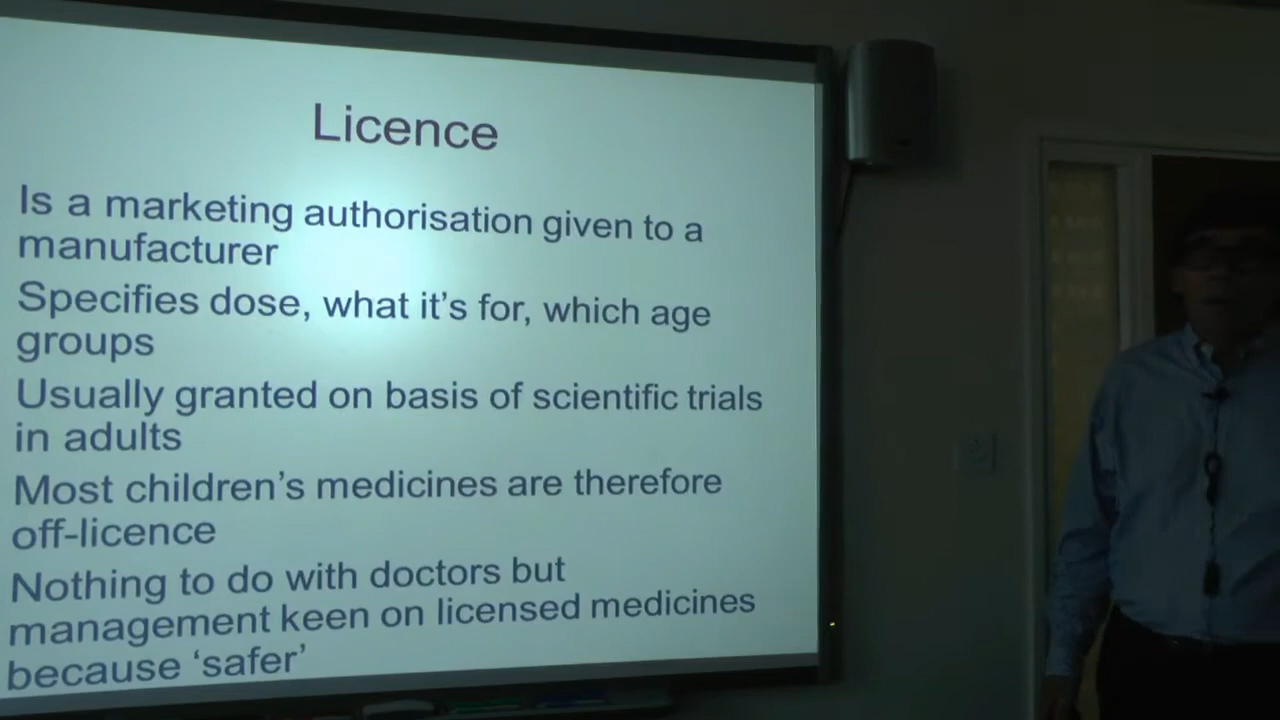 Licence
Is a marketing authorisation given to a
manufacturer
Specifies dose, what it's for, which age
groups
Usually granted on basis of scientific trials
in adults
Most children's medicines are therefore
off-licence
Nothing to do with doctors but
management keen on licensed medicines
because ‘safer’